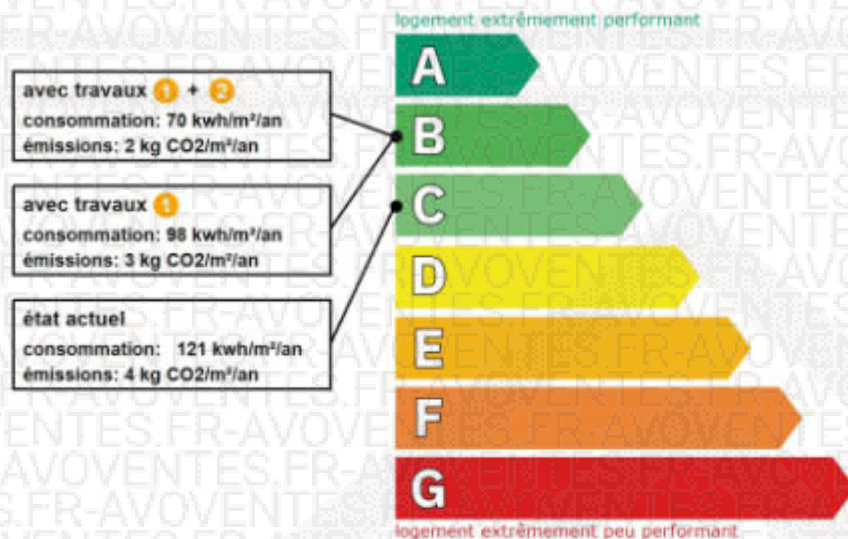 logement extrêmement performant
A
avec travaux 1 + 2
consommation: 70 kwh/m²/an
émissions: 2 kg CO2/m²/an
B
avec travaux 1
consommation: 98 kwh/m²/an
émissions: 3 kg CO2/m²/an
C
D
état actuel
consommation: 121 kwh/m²/an
émissions: 4 kg CO2/m²/an
E
F
G
logement extrêmement peu performant
AVOVENTES.FR-AVOVENTES.FR